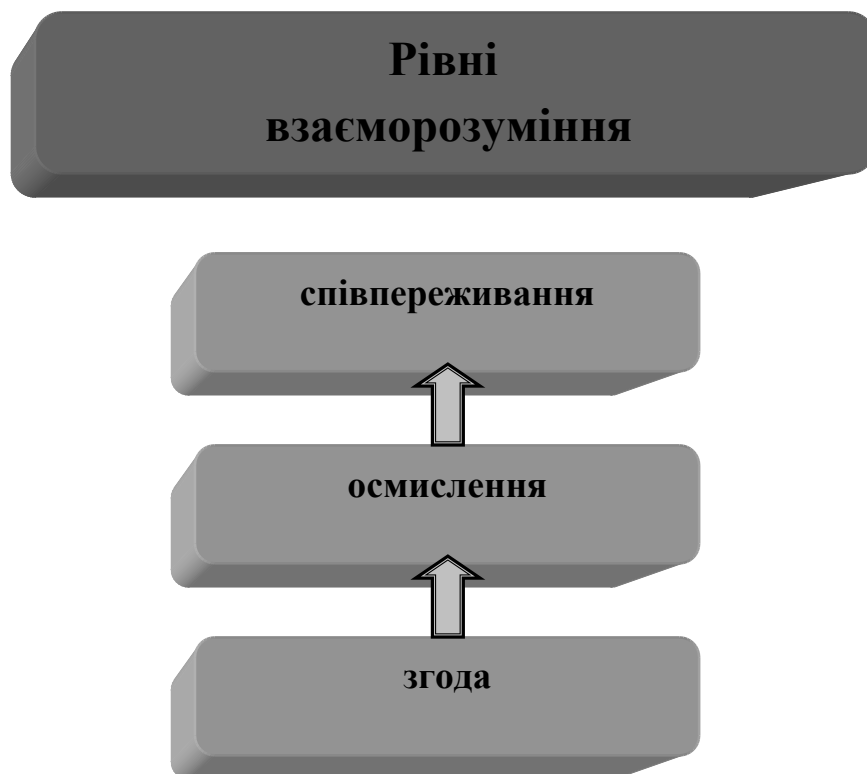 Рівні
взаєморозуміння
співпереживання
осмислення
згода